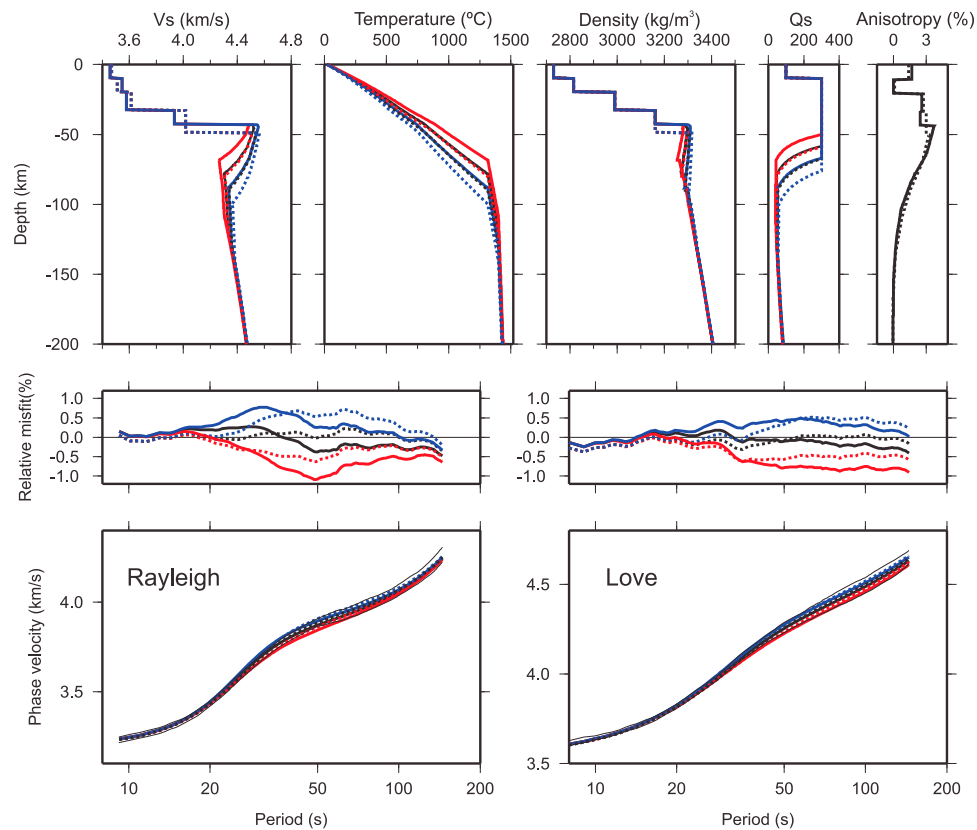 Vs (km/s)
Temperature (ºC)
Density (kg/m³)
Qs
Anisotropy (%)
3.6 4.0 4.4 4.8
0 500 1000 1500
2800 3000 3200 3400
0 200 400
0 3
0
-50
-100
-150
-200
Depth (km)
1.0
0.5
0.0
-0.5
-1.0
Relative misfit(%)
1.0
0.5
0.0
-0.5
-1.0
Rayleigh
4.0
3.5
Phase velocity (km/s)
10 20 50 100 200
Period (s)
Love
4.5
4.0
3.5
10 20 50 100 200
Period (s)